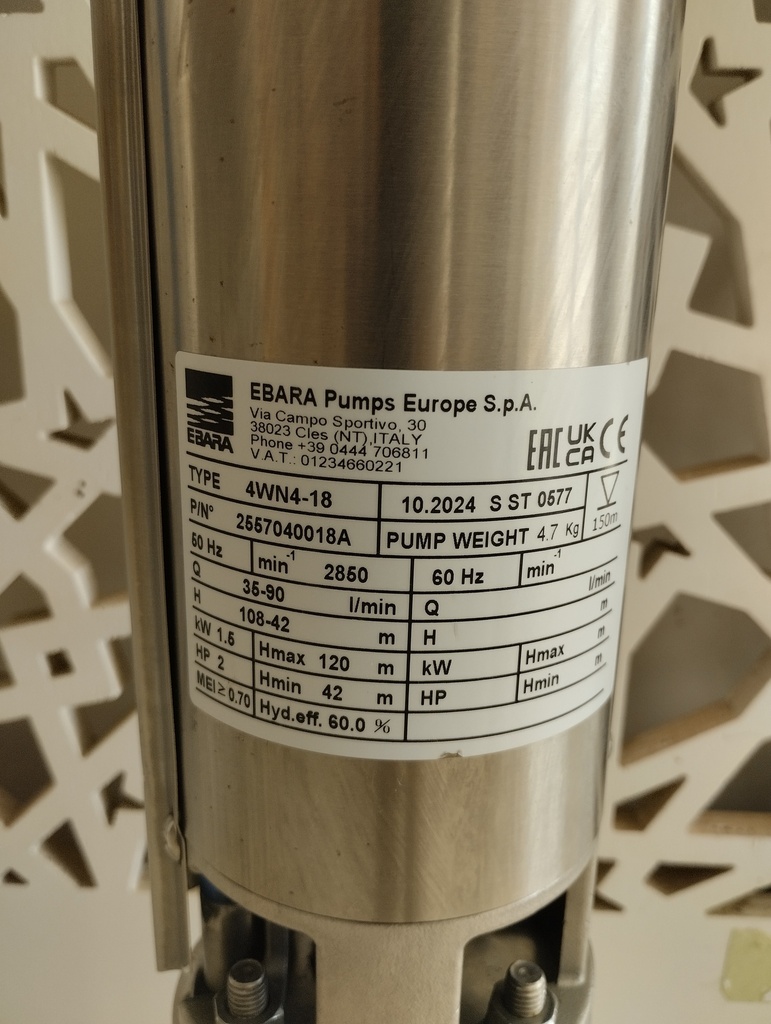 EBARA
EBARA Pumps Europe S.p.A.
Via Campo Sportivo, 30
38023 Cles (NT),ITALY
Phone +39 0444 706811
V.A.T.: 01234660221
EAC UK CA CE
TYPE 4WN4-18 10.2024 S ST 0577
P/N° 2557040018A PUMP WEIGHT 4.7 Kg 150m
50 Hz min-1 2850 60 Hz min-1
Q 35-90 l/min Q l/min
H 108-42 m H m
kW 1.5 Hmax 120 m kW Hmax m
HP 2 Hmin 42 m HP Hmin m
MEI ≥ 0.70 Hyd.eff. 60.0 %